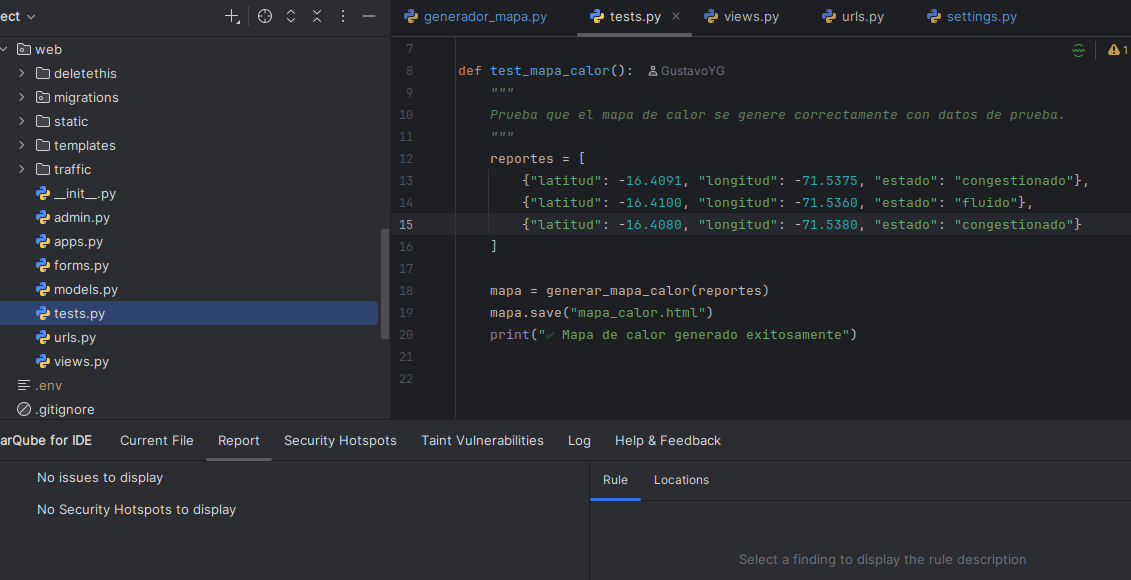 ect
generador_mapa.py
tests.py
views.py
urls.py
settings.py
web
deletethis
migrations
static
templates
traffic
__init__.py
admin.py
apps.py
forms.py
models.py
tests.py
urls.py
views.py
.env
.gitignore
1
7
8 def test_mapa_calor(): GustavoYG
9 """
10 Prueba que el mapa de calor se genere correctamente con datos de prueba.
11 """
12 reportes = [
13 {"latitud": -16.4091, "longitud": -71.5375, "estado": "congestionado"},
14 {"latitud": -16.4100, "longitud": -71.5360, "estado": "fluido"},
15 {"latitud": -16.4080, "longitud": -71.5380, "estado": "congestionado"}
16 ]
17
18 mapa = generar_mapa_calor(reportes)
19 mapa.save("mapa_calor.html")
20 print("✅ Mapa de calor generado exitosamente")
21
22
arQube for IDE
Current File
Report
Security Hotspots
Taint Vulnerabilities
Log
Help & Feedback
No issues to display
No Security Hotspots to display
Rule
Locations
Select a finding to display the rule description